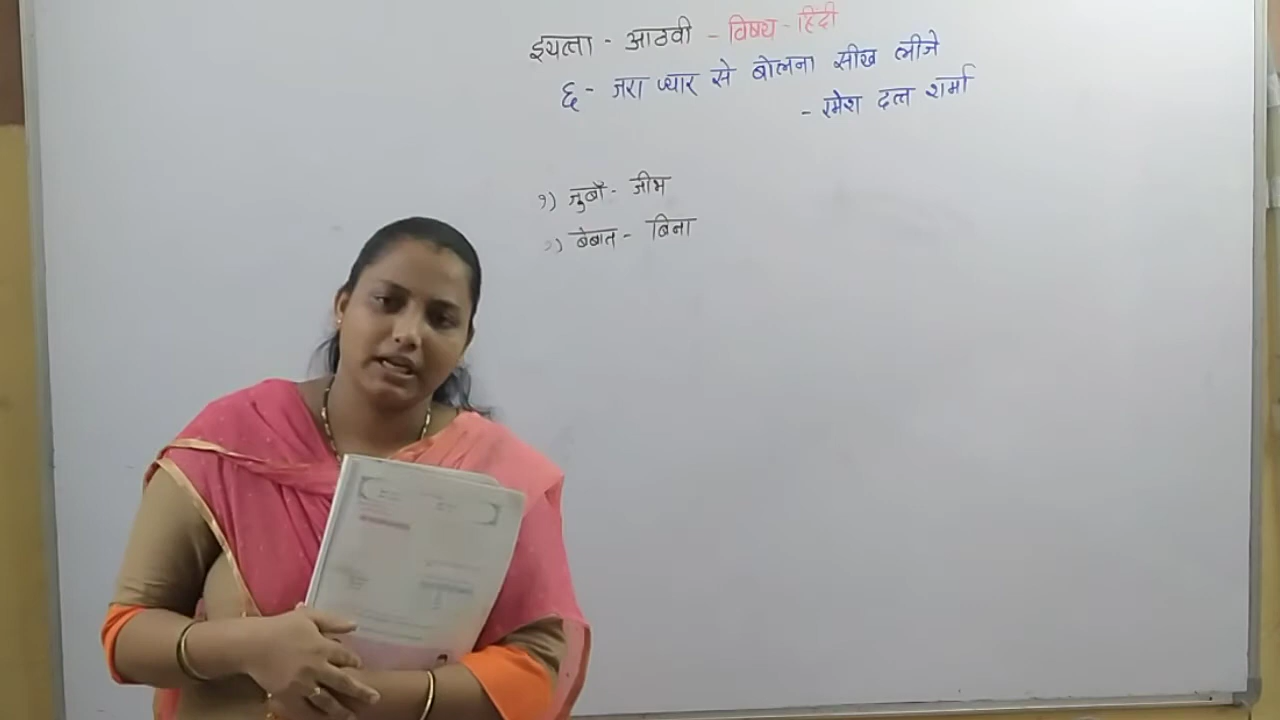 इयत्ता - आठवी - विषय - हिंदी
६ - जरा प्यार से बोलना सीख लीजे
- रमेश दत्त शर्मा
१) जुबाँ - जीभ
२) बेबात - बिना